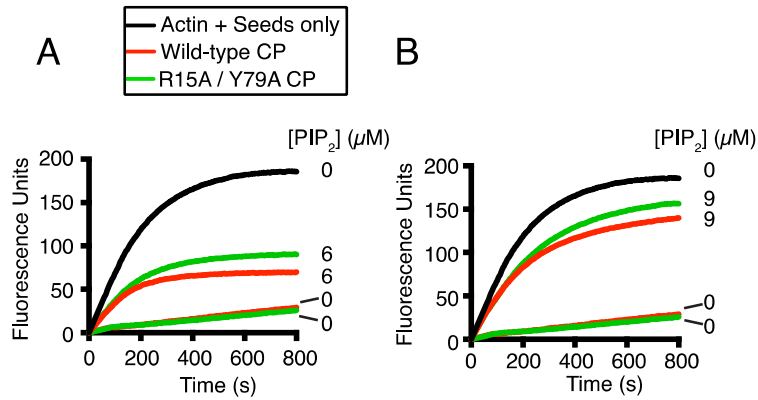 Actin + Seeds only
Wild-type CP
R15A / Y79A CP
A
B
[PIP2] (µM)
200
150
100
50
0
Fluorescence Units
0
6
6
0
0
0 200 400 600 800
Time (s)
[PIP2] (µM)
200
150
100
50
0
Fluorescence Units
0
9
9
0
0
0 200 400 600 800
Time (s)